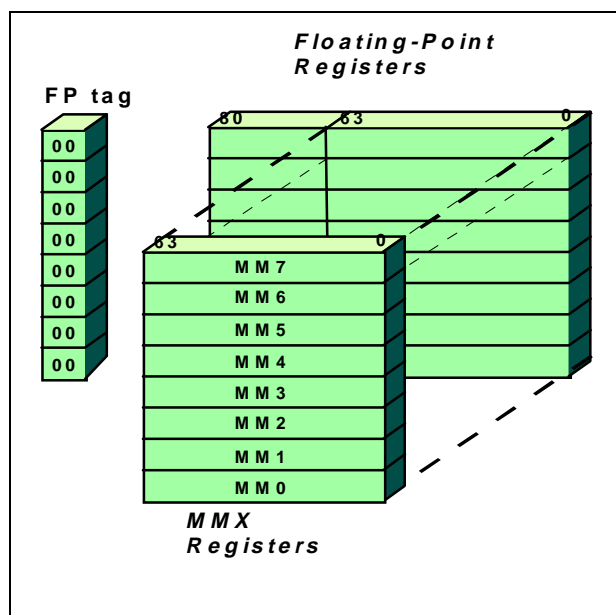 Floating-Point
Registers
FP tag
80 63 0
00
00
00
00
00
00
00
00
63 0
MM7
MM6
MM5
MM4
MM3
MM2
MM1
MM0
MMX
Registers